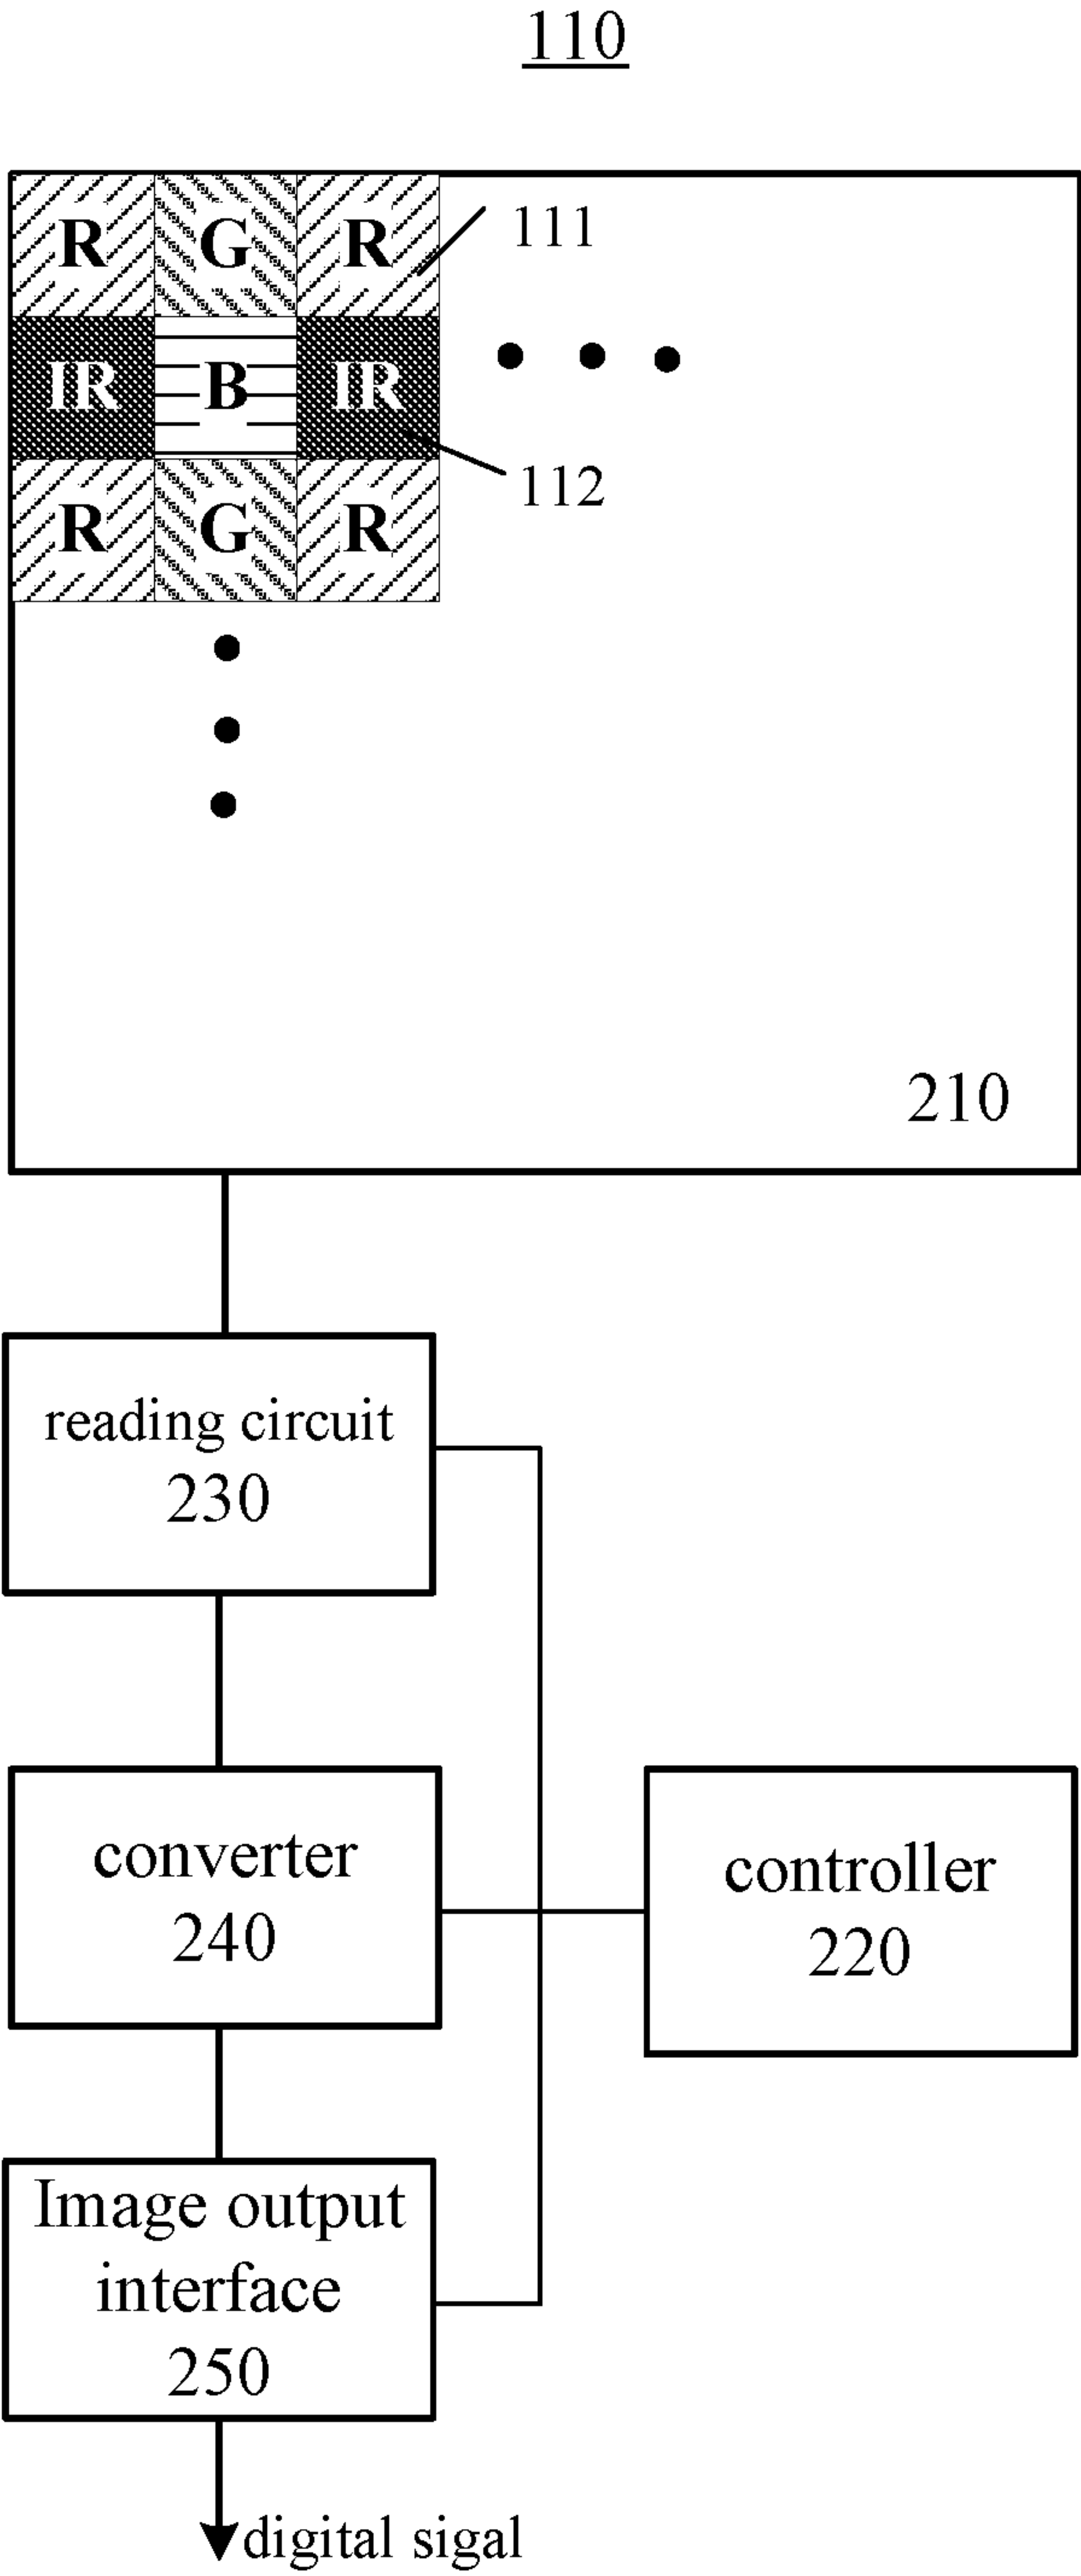 110
R G R
111
IR B IR
112
R G R
210
reading circuit
230
converter
240
controller
220
Image output
interface
250
digital sigal